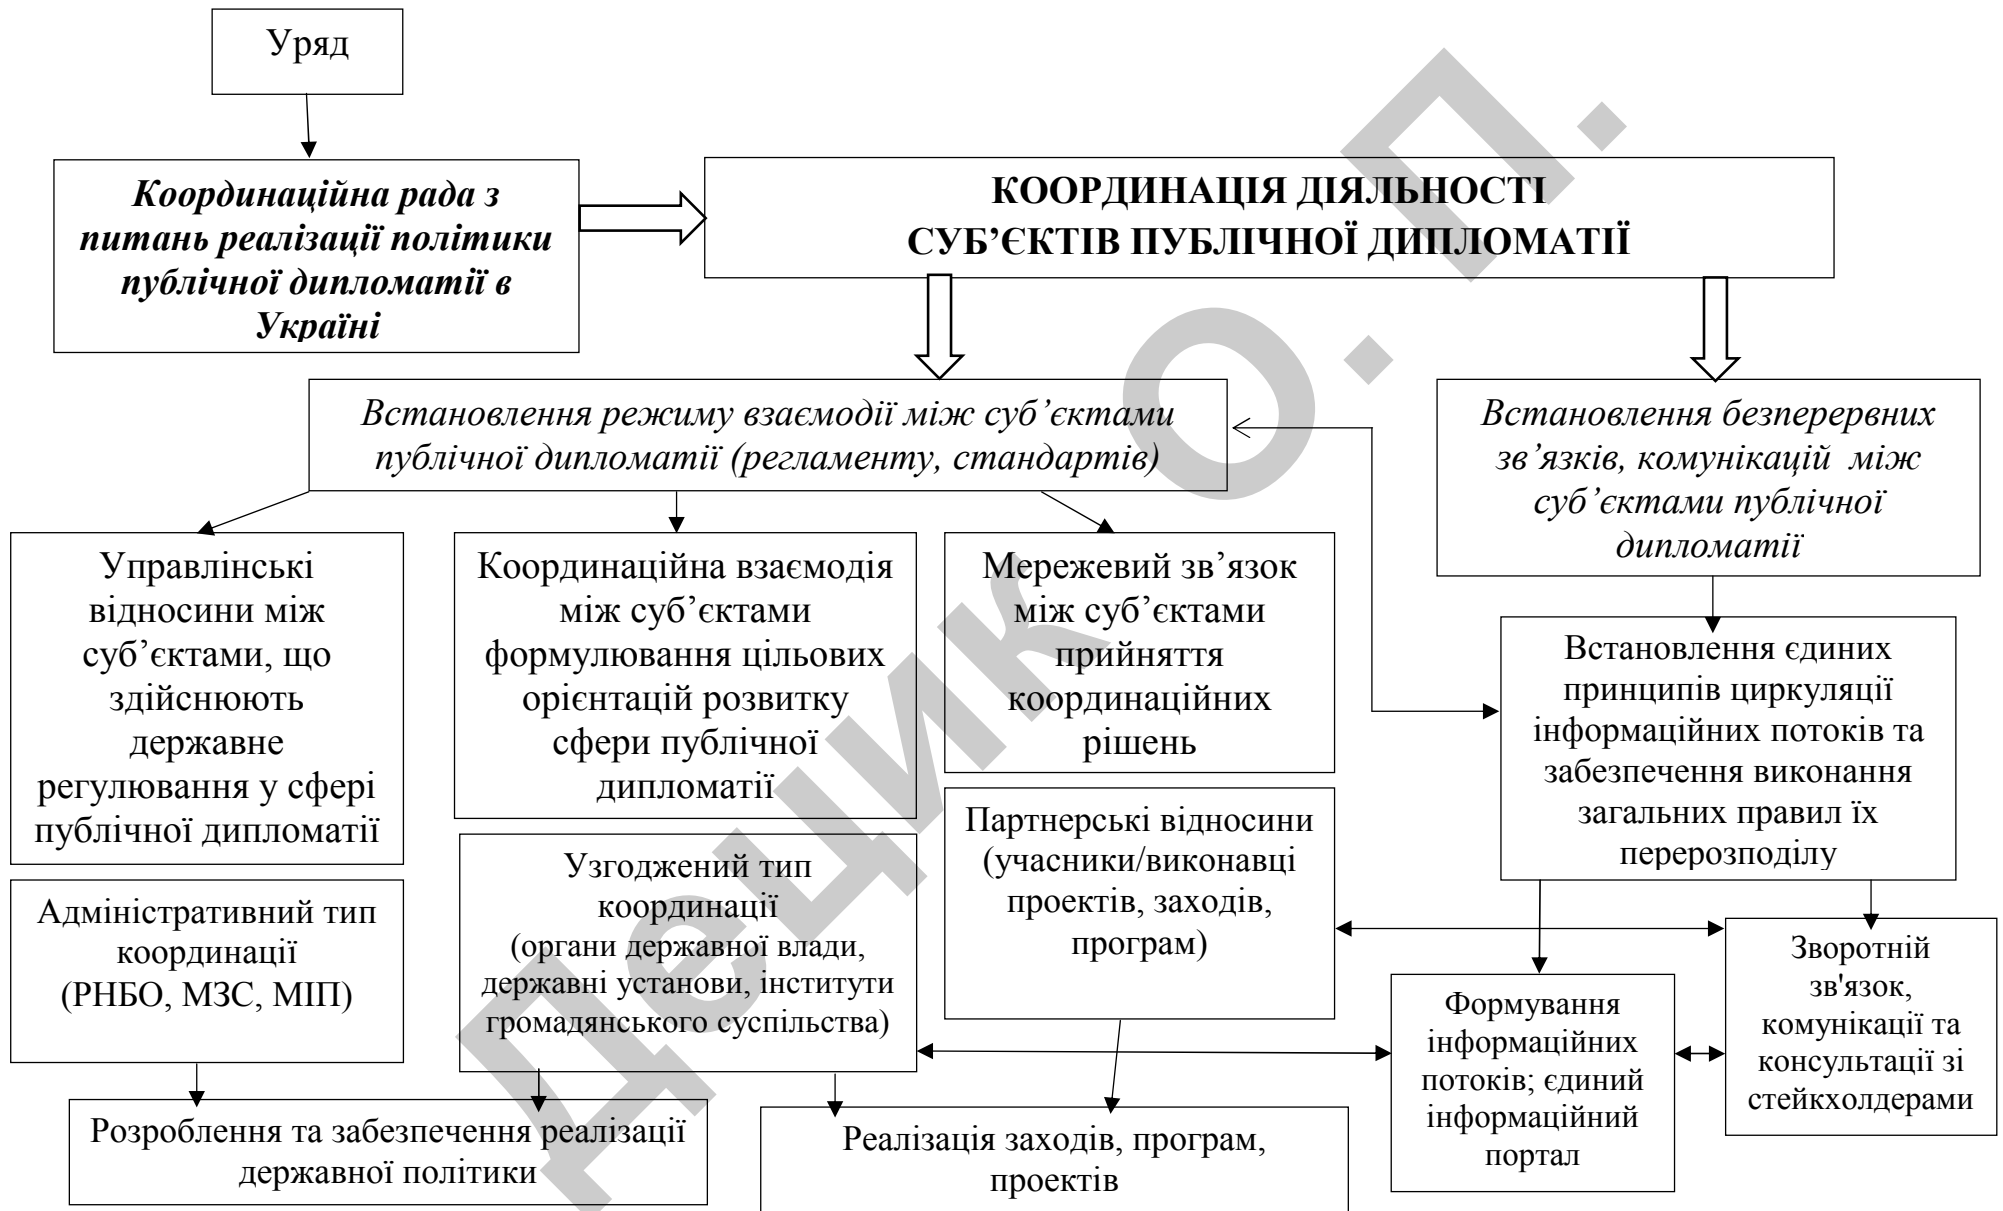 Уряд
Координаційна рада з
питань реалізації політики
публічної дипломатії в
Україні
КООРДИНАЦІЯ ДІЯЛЬНОСТІ
СУБ’ЄКТІВ ПУБЛІЧНОЇ ДИПЛОМАТІЇ
Встановлення режиму взаємодії між суб’єктами
публічної дипломатії (регламенту, стандартів)
Встановлення безперервних
зв’язків, комунікацій між
суб’єктами публічної
дипломатії
Управлінські
відносини між
суб’єктами, що
здійснюють
державне
регулювання у сфері
публічної дипломатії
Координаційна взаємодія
між суб’єктами
формулювання цільових
орієнтацій розвитку
сфери публічної
дипломатії
Мережевий зв’язок
між суб’єктами
прийняття
координаційних
рішень
Встановлення єдиних
принципів циркуляції
інформаційних потоків та
забезпечення виконання
загальних правил їх
перерозподілу
Адміністративний тип
координації
(РНБО, МЗС, МІП)
Узгоджений тип
координації
(органи державної влади,
державні установи, інститути
громадянського суспільства)
Партнерські відносини
(учасники/виконавці
проектів, заходів,
програм)
Формування
інформаційних
потоків; єдиний
інформаційний
портал
Зворотній
зв'язок,
комунікації та
консультації зі
стейкхолдерами
Розроблення та забезпечення реалізації
державної політики
Реалізація заходів, програм,
проектів
Децик О. П.